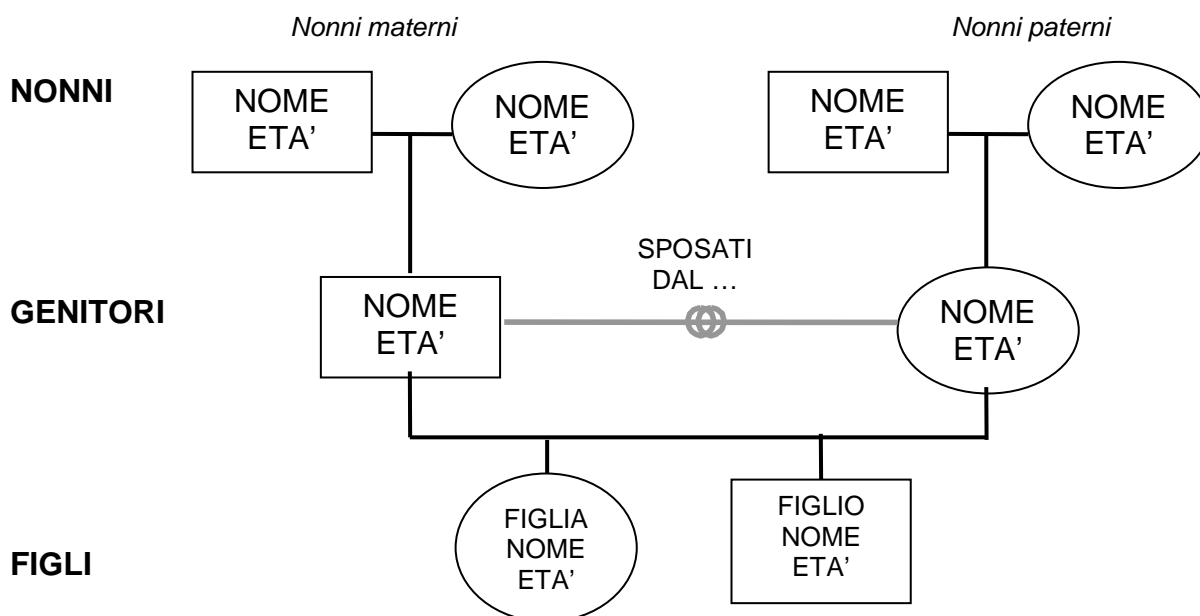 Nonni materni
Nonni paterni
NONNI
NOME
ETA’
NOME
ETA’
NOME
ETA’
NOME
ETA’
SPOSATI
DAL …
GENITORI
NOME
ETA’
NOME
ETA’
FIGLI
FIGLIA
NOME
ETA’
FIGLIO
NOME
ETA’